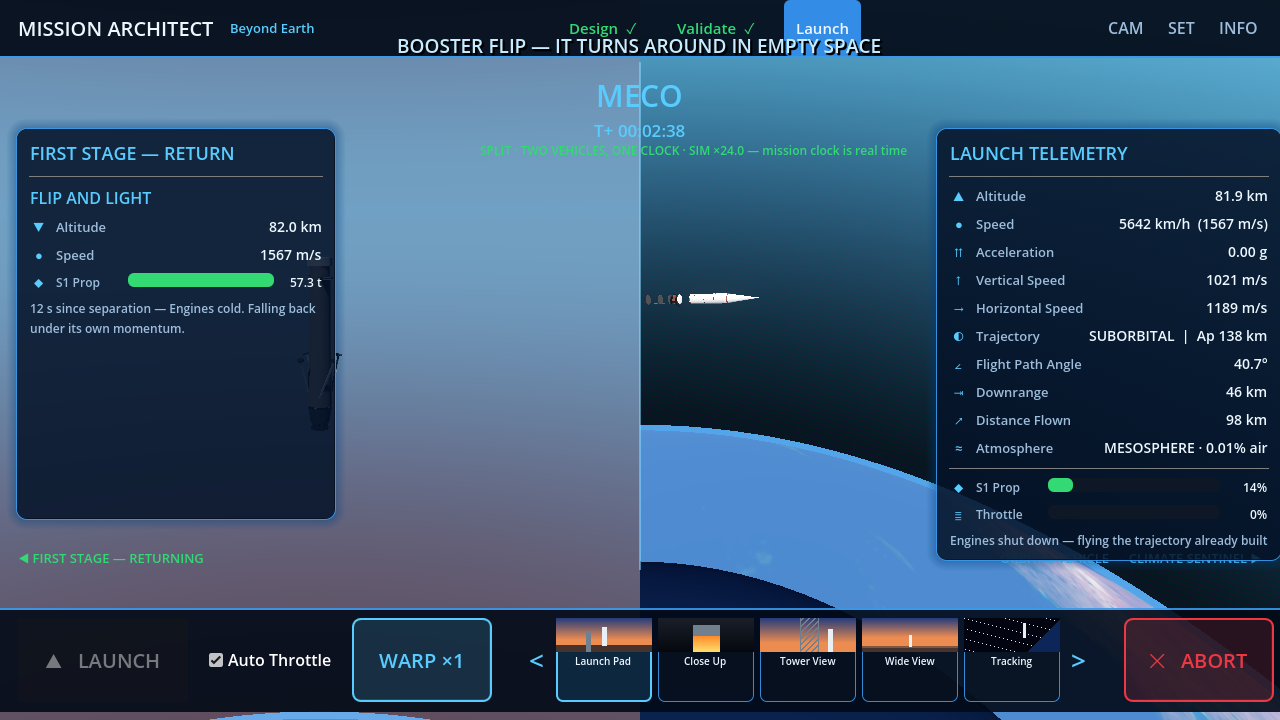 MISSION ARCHITECT
Beyond Earth
Design ✓
Validate ✓
Launch
CAM
SET
INFO
BOOSTER FLIP — IT TURNS AROUND IN EMPTY SPACE
MECO
T+ 00:02:38
SPLIT · TWO VEHICLES, ONE CLOCK · SIM ×24.0 — mission clock is real time
FIRST STAGE — RETURN
FLIP AND LIGHT
Altitude 82.0 km
Speed 1567 m/s
S1 Prop 57.3 t
12 s since separation — Engines cold. Falling back
under its own momentum.
LAUNCH TELEMETRY
Altitude 81.9 km
Speed 5642 km/h (1567 m/s)
Acceleration 0.00 g
Vertical Speed 1021 m/s
Horizontal Speed 1189 m/s
Trajectory SUBORBITAL | Ap 138 km
Flight Path Angle 40.7°
Downrange 46 km
Distance Flown 98 km
Atmosphere MESOSPHERE · 0.01% air
S1 Prop 14%
Throttle 0%
Engines shut down — flying the trajectory already built
◀ FIRST STAGE — RETURNING
CLIMATE SENTINEL ▶
▲ LAUNCH
Auto Throttle
WARP ×1
<
Launch Pad
Close Up
Tower View
Wide View
Tracking
>
ABORT